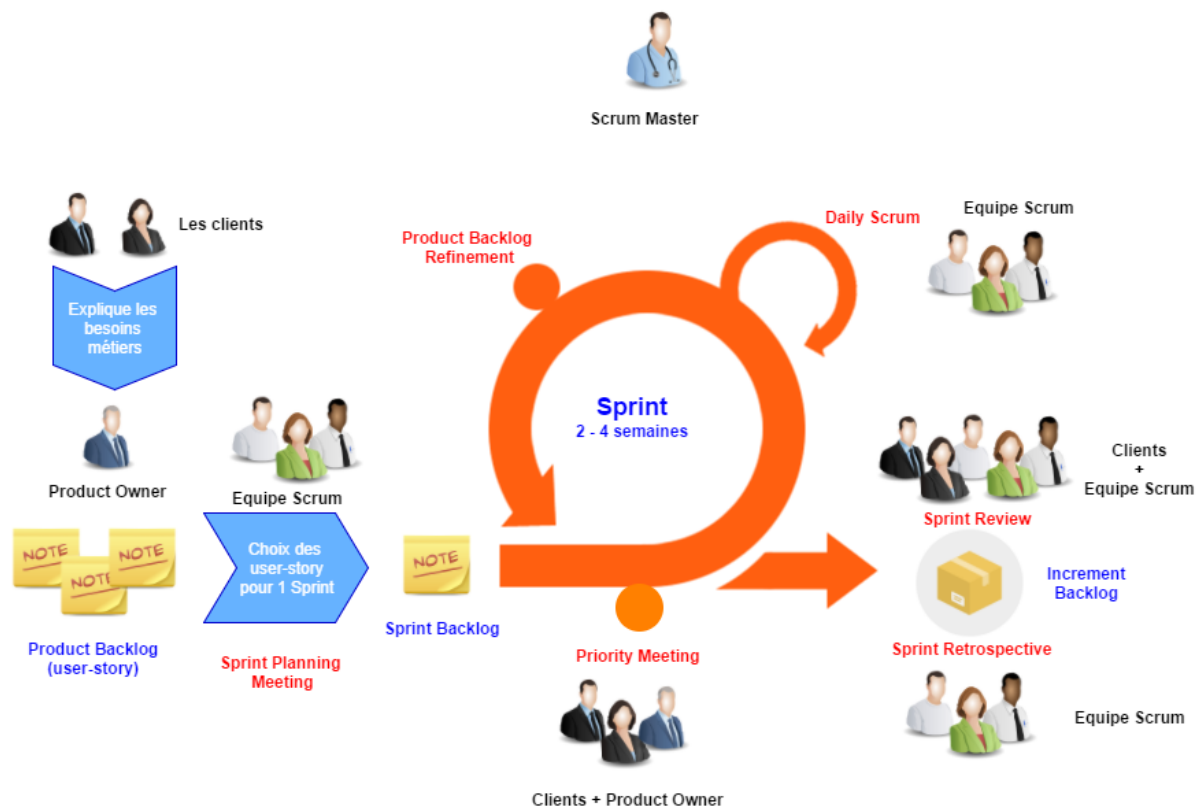 Scrum Master
Les clients
Daily Scrum
Equipe Scrum
Product Backlog
Refinement
Explique les
besoins
métiers
Sprint
2 - 4 semaines
Product Owner
Equipe Scrum
Clients
+
Equipe Scrum
Sprint Review
NOTE
NOTE
NOTE
Choix des
user-story
pour 1 Sprint
NOTE
Increment
Backlog
Product Backlog
(user-story)
Sprint Planning
Meeting
Sprint Backlog
Priority Meeting
Sprint Retrospective
Equipe Scrum
Clients + Product Owner